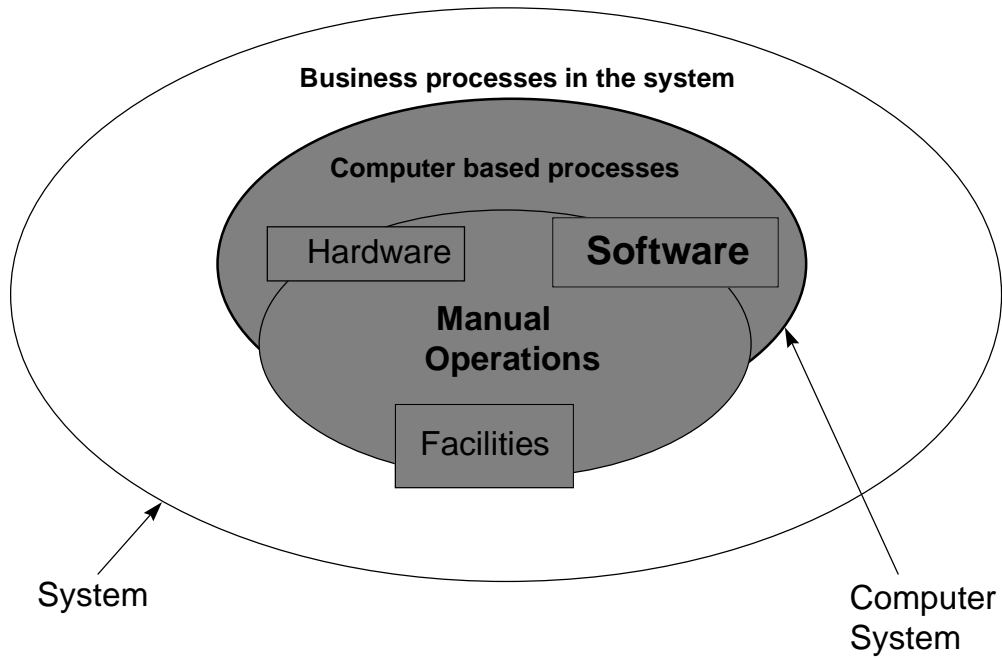 Business processes in the system
Computer based processes
Hardware
Software
Manual
Operations
Facilities
System
Computer
System